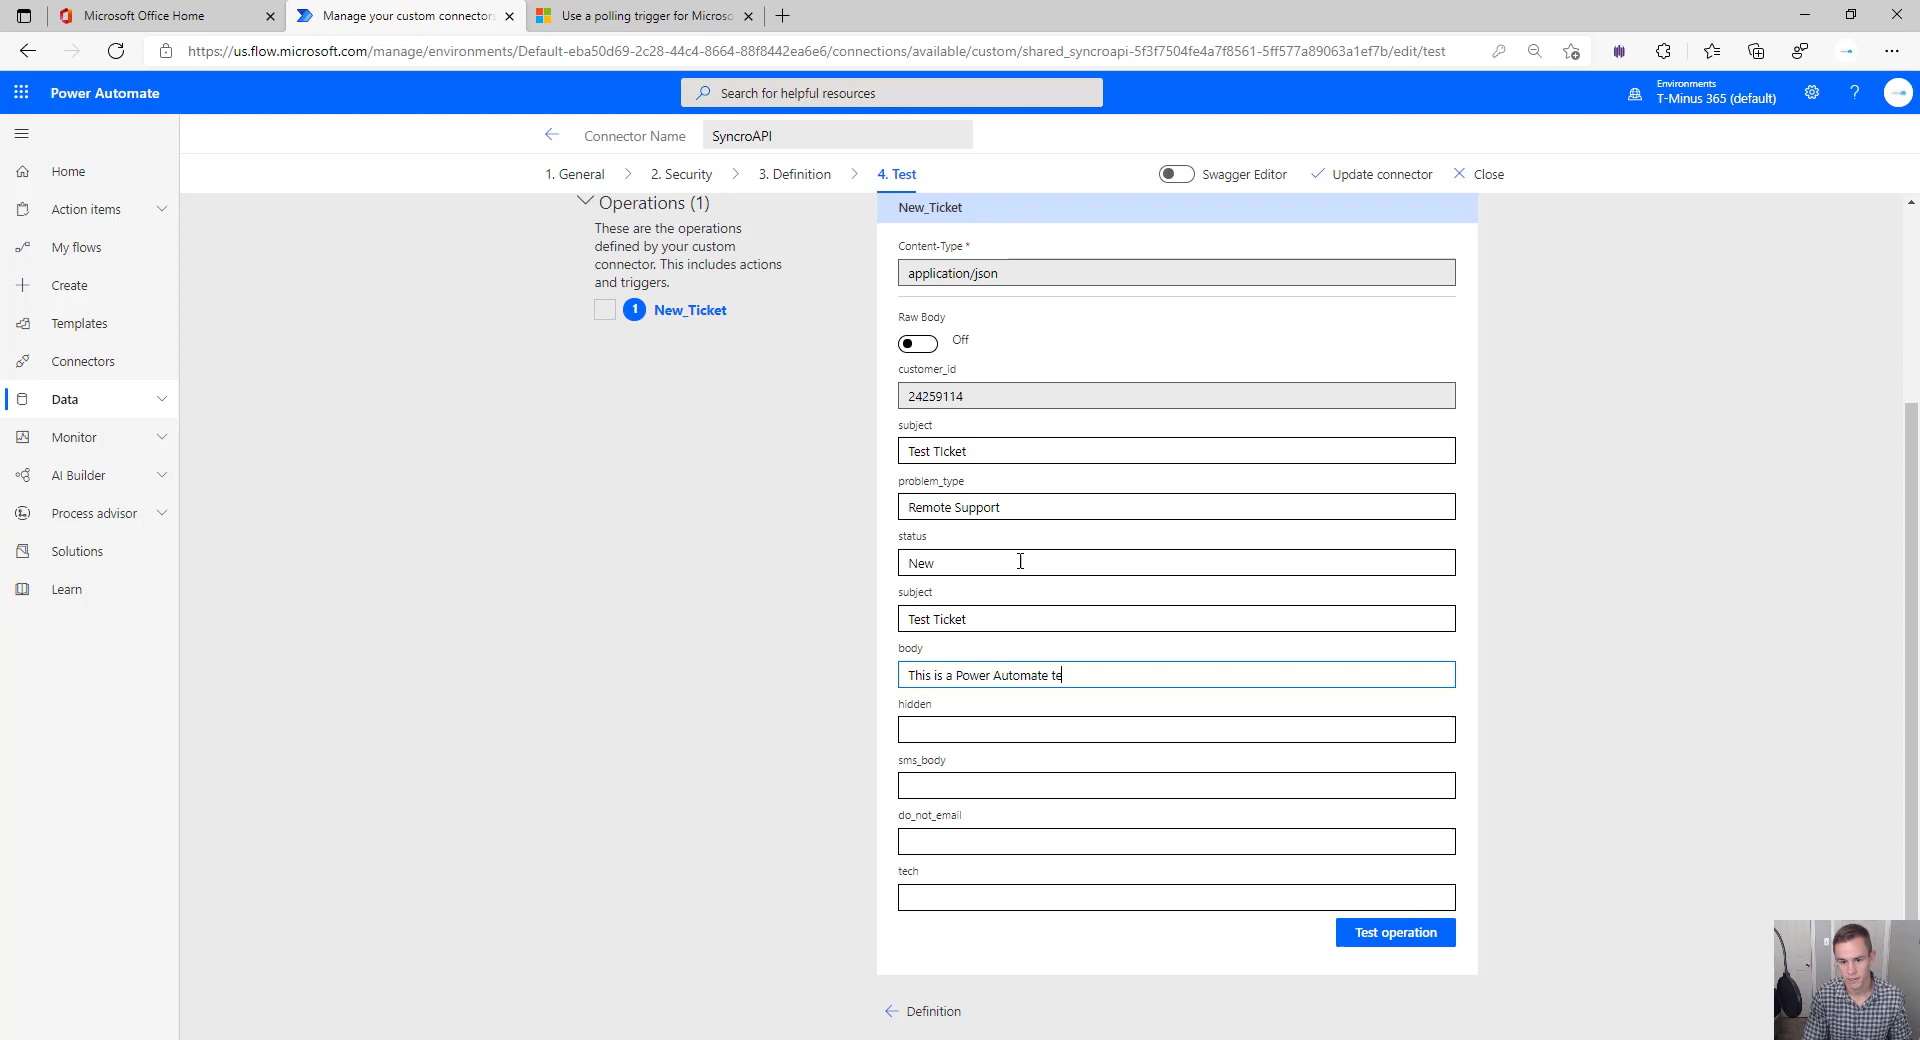 Microsoft Office Home
Manage your custom connectors
Use a polling trigger for Microso
https://us.flow.microsoft.com/manage/environments/Default-eba50d69-2c28-44c4-8664-88f8442ea6e6/connections/available/custom/shared_syncroapi-5f3f7504fe4a7f8561-5ff577a89063a1ef7b/edit/test
Power Automate
Search for helpful resources
Environments
T-Minus 365 (default)
?
Connector Name
SyncroAPI
1. General
2. Security
3. Definition
4. Test
Swagger Editor
Update connector
Close
Home
Action items
My flows
Create
Templates
Connectors
Data
Monitor
AI Builder
Process advisor
Solutions
Learn
Operations (1)
These are the operations
defined by your custom
connector. This includes actions
and triggers.
1
New_Ticket
New_Ticket
Content-Type *
application/json
Raw Body
Off
customer_id
24259114
subject
Test TIcket
problem_type
Remote Support
status
New
subject
Test Ticket
body
This is a Power Automate te
hidden
sms_body
do_not_email
tech
Test operation
Definition